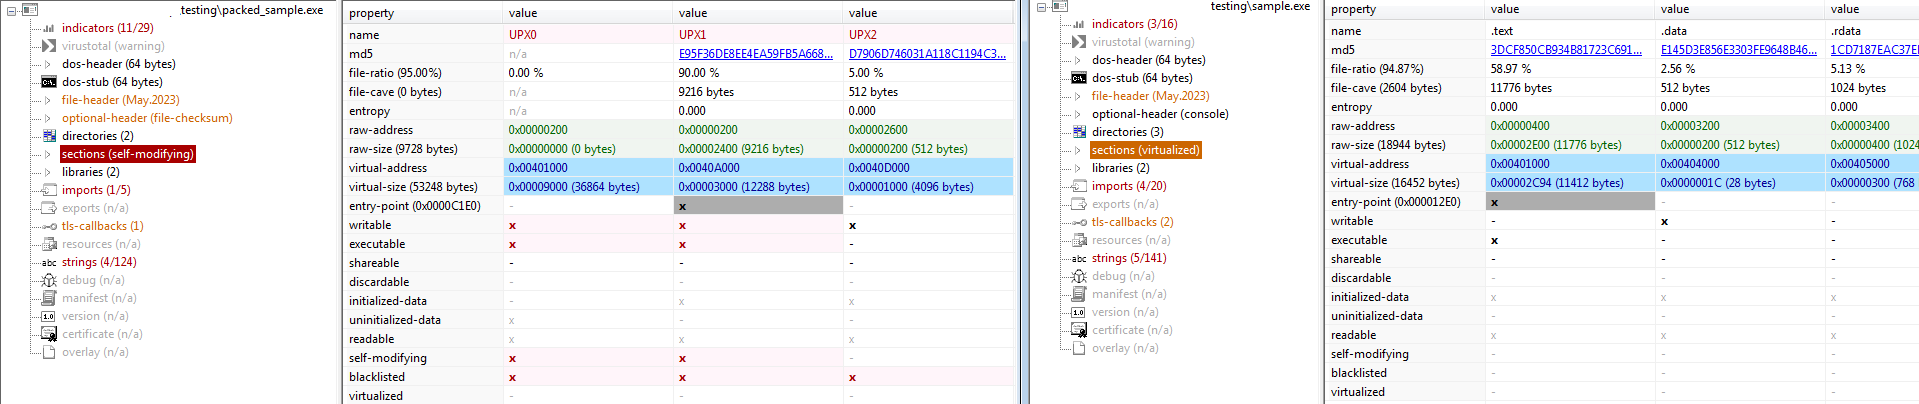 testing\packed_sample.exe
indicators (11/29)
virustotal (warning)
dos-header (64 bytes)
dos-stub (64 bytes)
file-header (May.2023)
optional-header (file-checksum)
directories (2)
sections (self-modifying)
libraries (2)
imports (1/5)
exports (n/a)
tls-callbacks (1)
resources (n/a)
abc strings (4/124)
debug (n/a)
manifest (n/a)
1.0 version (n/a)
certificate (n/a)
overlay (n/a)
property value value value
name UPX0 UPX1 UPX2
md5 n/a E95F36DE8EE4EA59FB5A668... D7906D746031A118C1194C3...
file-ratio (95.00%) 0.00 % 90.00 % 5.00 %
file-cave (0 bytes) n/a 9216 bytes 512 bytes
entropy n/a 0.000 0.000
raw-address 0x00000200 0x00000200 0x00002600
raw-size (9728 bytes) 0x00000000 (0 bytes) 0x00002400 (9216 bytes) 0x00000200 (512 bytes)
virtual-address 0x00401000 0x0040A000 0x0040D000
virtual-size (53248 bytes) 0x00009000 (36864 bytes) 0x00003000 (12288 bytes) 0x00001000 (4096 bytes)
entry-point (0x0000C1E0) - x -
writable x x x
executable x x -
shareable - - -
discardable - - -
initialized-data - x x
uninitialized-data x - -
readable x x x
self-modifying x x -
blacklisted x x x
virtualized - - -
testing\sample.exe
indicators (3/16)
virustotal (warning)
dos-header (64 bytes)
dos-stub (64 bytes)
file-header (May.2023)
optional-header (console)
directories (3)
sections (virtualized)
libraries (2)
imports (4/20)
exports (n/a)
tls-callbacks (2)
resources (n/a)
abc strings (5/141)
debug (n/a)
manifest (n/a)
1.0 version (n/a)
certificate (n/a)
overlay (n/a)
property value value value
name .text .data .rdata
md5 3DCF850CB934B81723C691... E145D3E856E3303FE9648B46... 1CD7187EAC37E
file-ratio (94.87%) 58.97 % 2.56 % 5.13 %
file-cave (2604 bytes) 11776 bytes 512 bytes 1024 bytes
entropy 0.000 0.000 0.000
raw-address 0x00000400 0x00003200 0x00003400
raw-size (18944 bytes) 0x00002E00 (11776 bytes) 0x00000200 (512 bytes) 0x00000400 (1024
virtual-address 0x00401000 0x00404000 0x00405000
virtual-size (16452 bytes) 0x00002C94 (11412 bytes) 0x0000001C (28 bytes) 0x00000300 (768
entry-point (0x000012E0) x - -
writable - x -
executable x - -
shareable - - -
discardable - - -
initialized-data x x x
uninitialized-data - - -
readable x x x
self-modifying - - -
blacklisted - - -
virtualized - - -